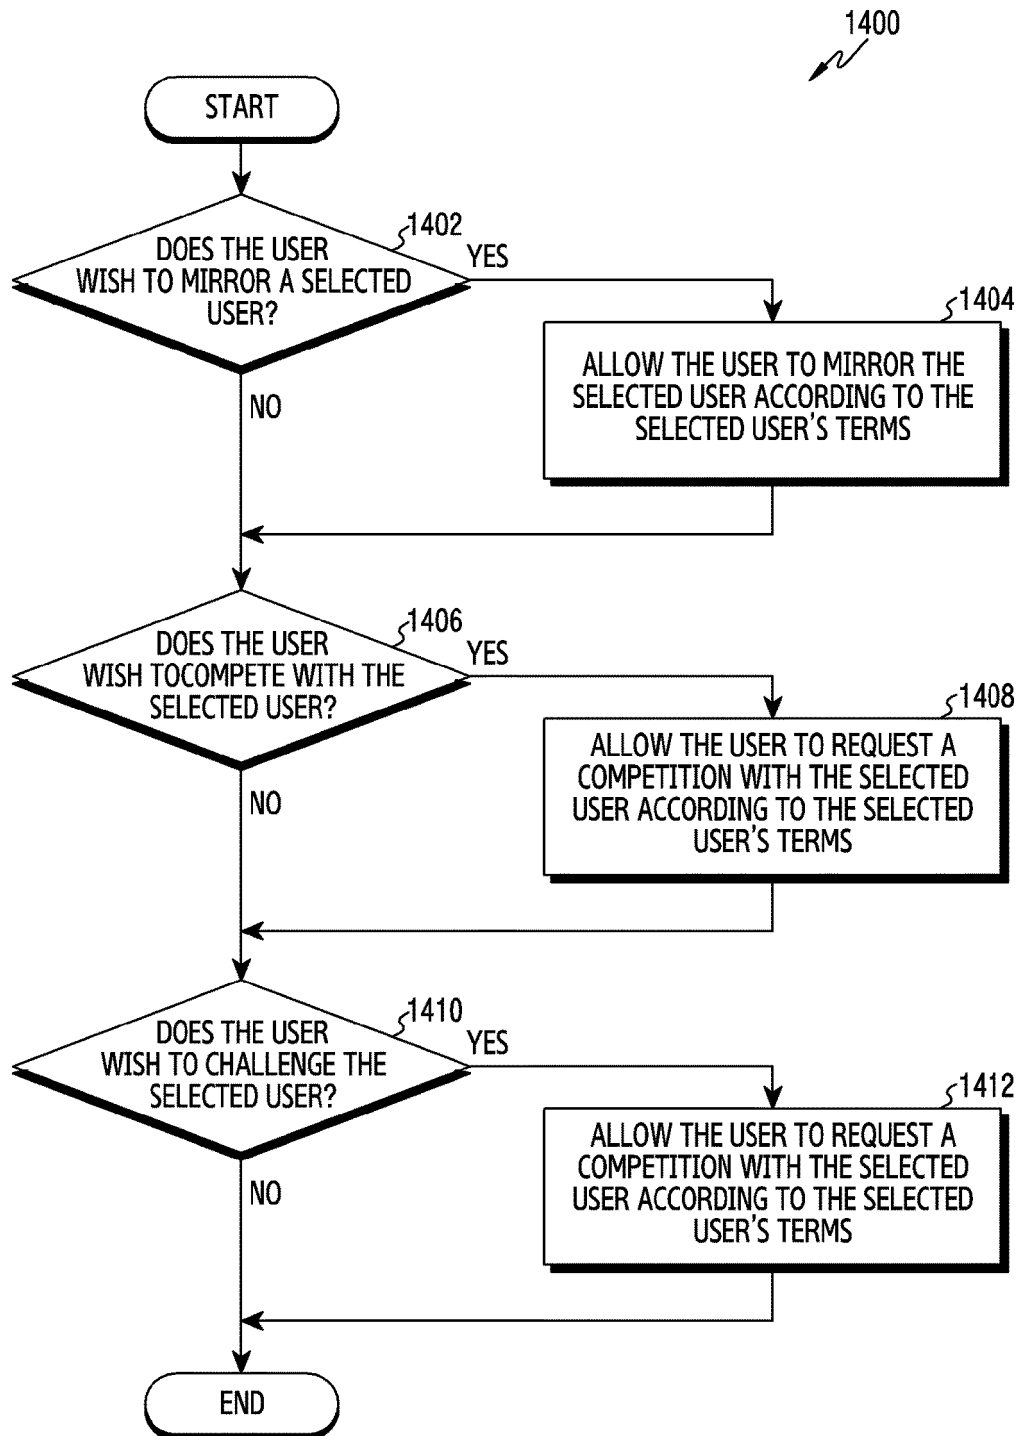 1400
START
1402
DOES THE USER
WISH TO MIRROR A SELECTED
USER?
YES
NO
1404
ALLOW THE USER TO MIRROR THE
SELECTED USER ACCORDING TO THE
SELECTED USER'S TERMS
1406
DOES THE USER
WISH TOCOMPETE WITH THE
SELECTED USER?
YES
NO
1408
ALLOW THE USER TO REQUEST A
COMPETITION WITH THE SELECTED
USER ACCORDING TO THE SELECTED
USER'S TERMS
1410
DOES THE USER
WISH TO CHALLENGE THE
SELECTED USER?
YES
NO
1412
ALLOW THE USER TO REQUEST A
COMPETITION WITH THE SELECTED
USER ACCORDING TO THE SELECTED
USER'S TERMS
END